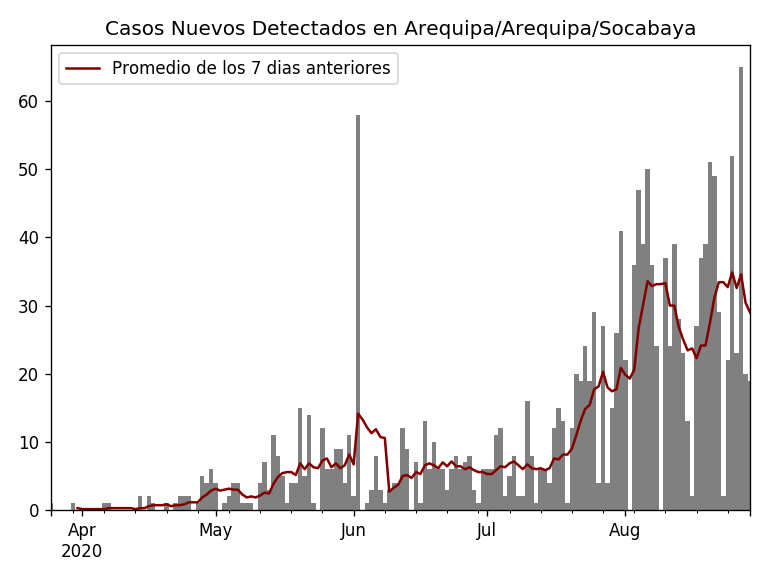 Casos Nuevos Detectados en Arequipa/Arequipa/Socabaya
Promedio de los 7 dias anteriores
60
50
40
30
20
10
0
Apr May Jun Jul Aug
2020